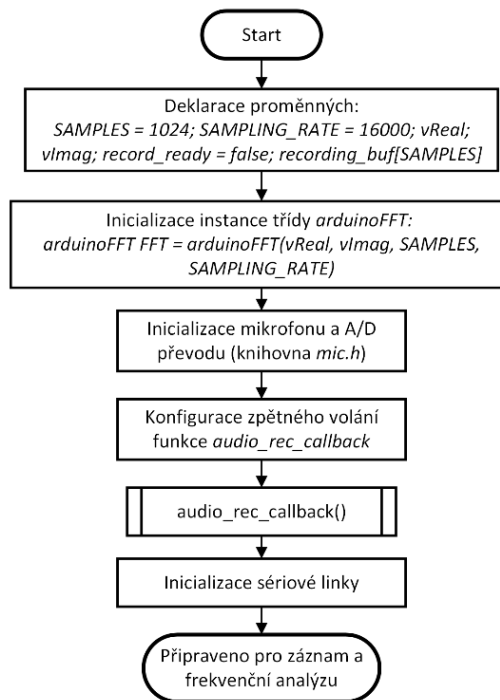 Start
Deklarace proměnných:
SAMPLES = 1024; SAMPLING_RATE = 16000; vReal;
vImag; record_ready = false; recording_buf[SAMPLES]
Inicializace instance třídy arduinoFFT:
arduinoFFT FFT = arduinoFFT(vReal, vImag, SAMPLES,
SAMPLING_RATE)
Inicializace mikrofonu a A/D
převodu (knihovna mic.h)
Konfigurace zpětného volání
funkce audio_rec_callback
audio_rec_callback()
Inicializace sériové linky
Připraveno pro záznam a
frekvenční analýzu